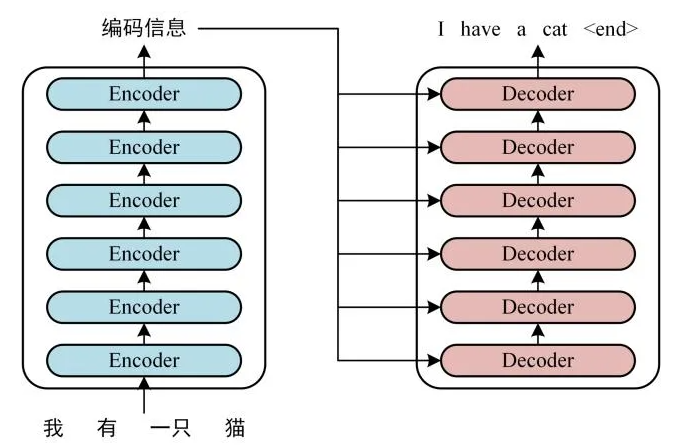 编码信息
I have a cat <end>
Encoder
Encoder
Encoder
Encoder
Encoder
Encoder
Decoder
Decoder
Decoder
Decoder
Decoder
Decoder
我 有 一只 猫